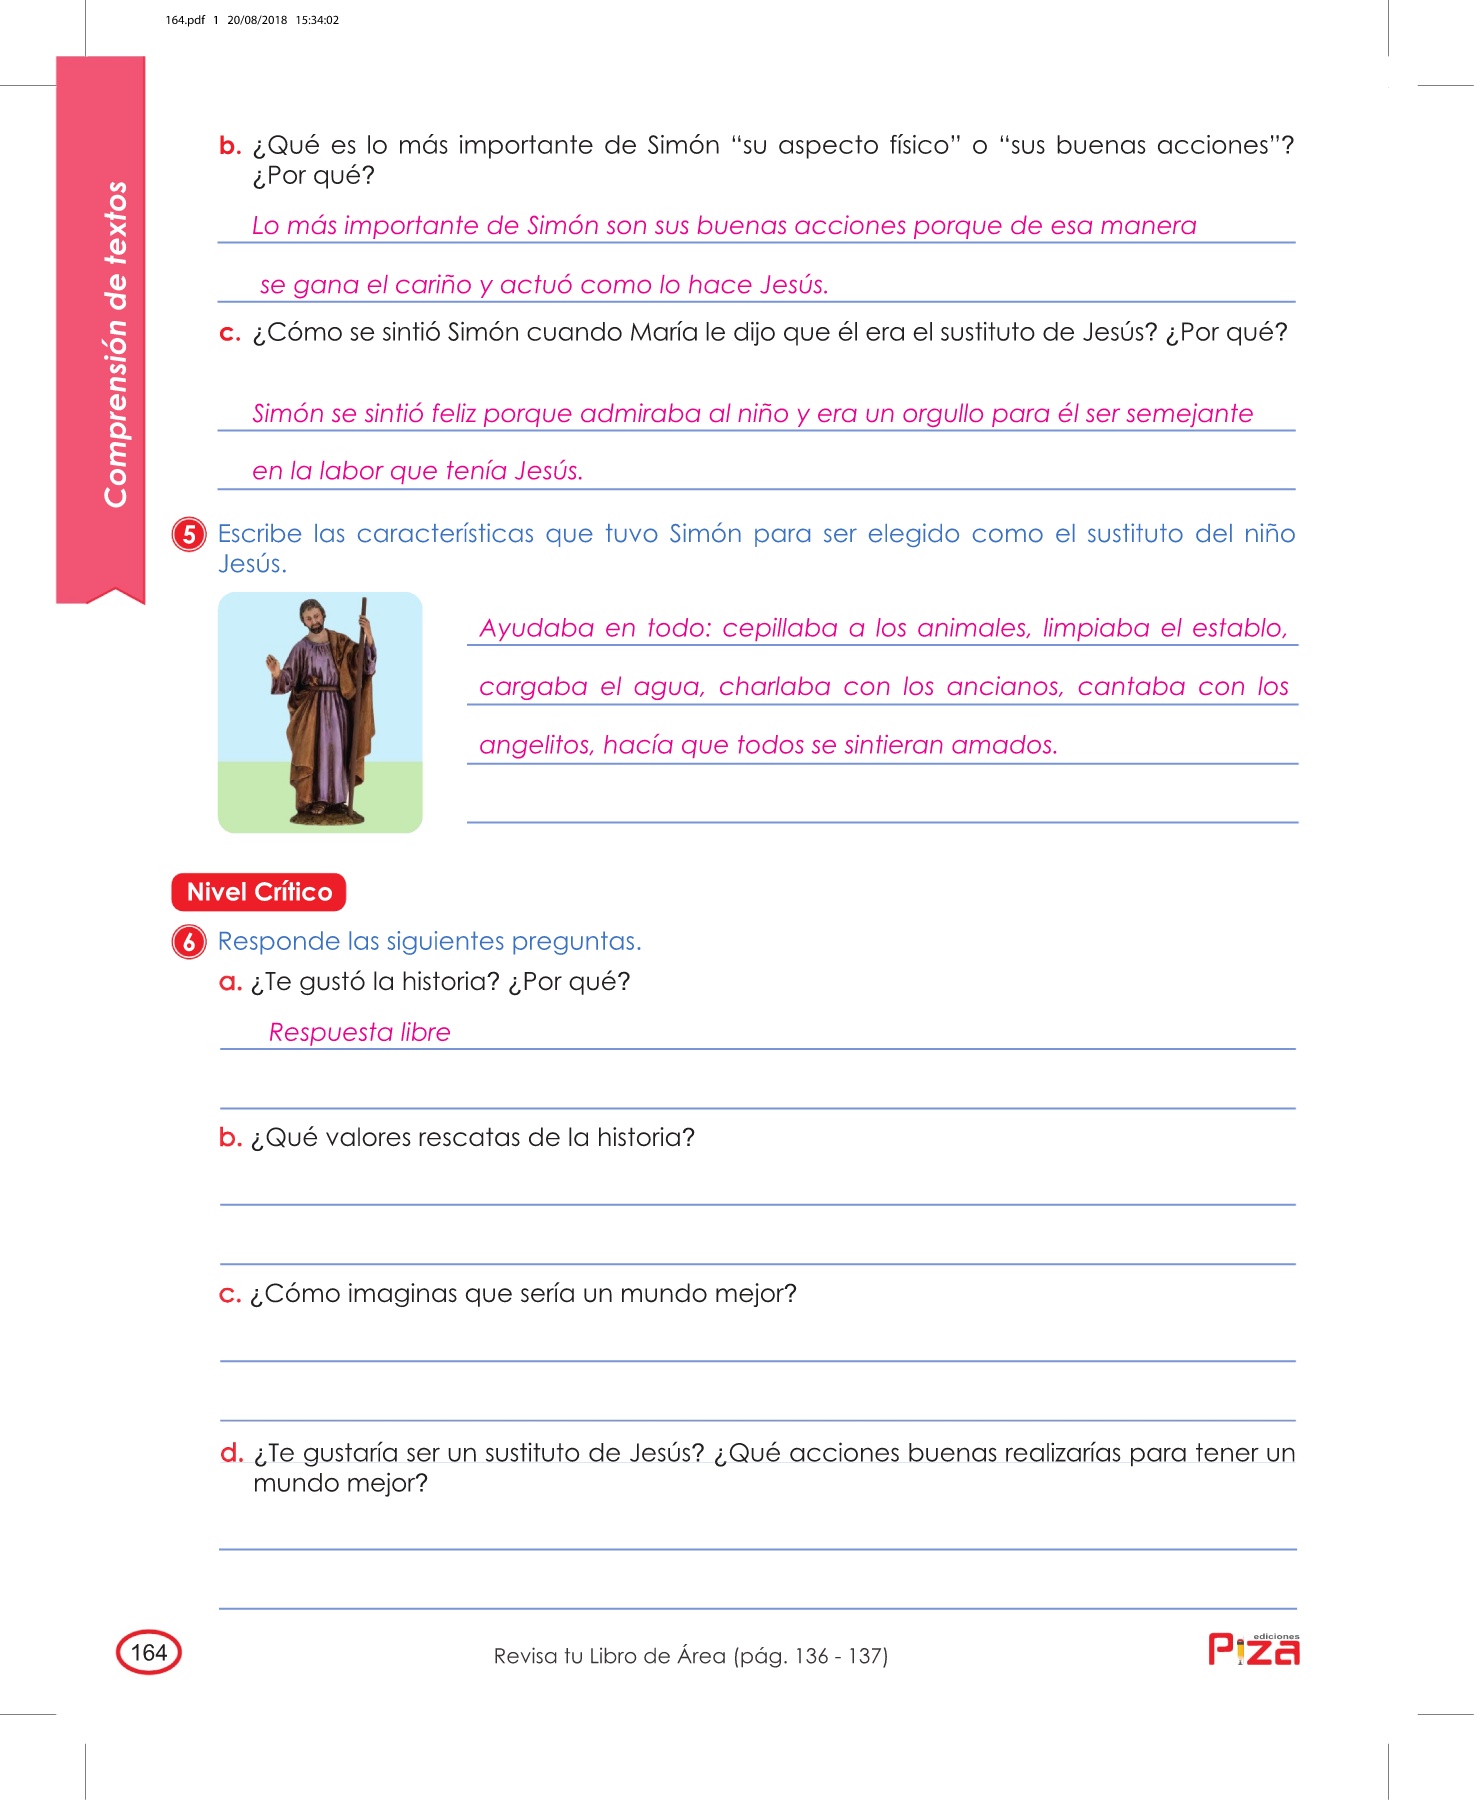 164.pdf 1 20/08/2018 15:34:02
Comprensión de textos
b. ¿Qué es lo más importante de Simón “su aspecto físico” o “sus buenas acciones”?
¿Por qué?
Lo más importante de Simón son sus buenas acciones porque de esa manera
se gana el cariño y actuó como lo hace Jesús.
c. ¿Cómo se sintió Simón cuando María le dijo que él era el sustituto de Jesús? ¿Por qué?
Simón se sintió feliz porque admiraba al niño y era un orgullo para él ser semejante
en la labor que tenía Jesús.
5 Escribe las características que tuvo Simón para ser elegido como el sustituto del niño
Jesús.
Ayudaba en todo: cepillaba a los animales, limpiaba el establo,
cargaba el agua, charlaba con los ancianos, cantaba con los
angelitos, hacía que todos se sintieran amados.
Nivel Crítico
6 Responde las siguientes preguntas.
a. ¿Te gustó la historia? ¿Por qué?
Respuesta libre
b. ¿Qué valores rescatas de la historia?
c. ¿Cómo imaginas que sería un mundo mejor?
d. ¿Te gustaría ser un sustituto de Jesús? ¿Qué acciones buenas realizarías para tener un
mundo mejor?
164
Revisa tu Libro de Área (pág. 136 - 137)
ediciones
Piza